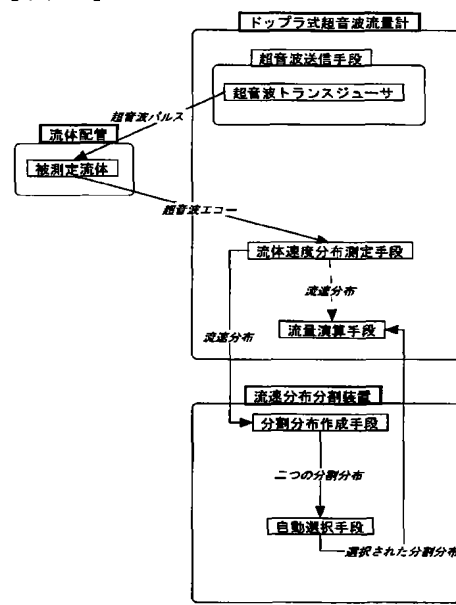 ドップラ式超音波流量計
超音波送信手段
超音波トランスジューサ
超音波パルス
流体配管
被測定流体
超音波エコー
流体速度分布測定手段
流速分布
流量演算手段
流速分布
流速分布分割装置
分割分布作成手段
二つの分割分布
自動選択手段
選択された分割分布